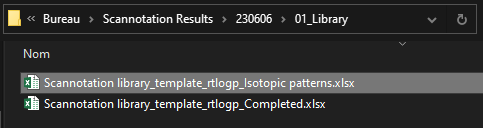 « Bureau > Scannotation Results > 230606 > 01_Library
Nom
Scannotation library_template_rtlogp_Isotopic patterns.xlsx
Scannotation library_template_rtlogp_Completed.xlsx